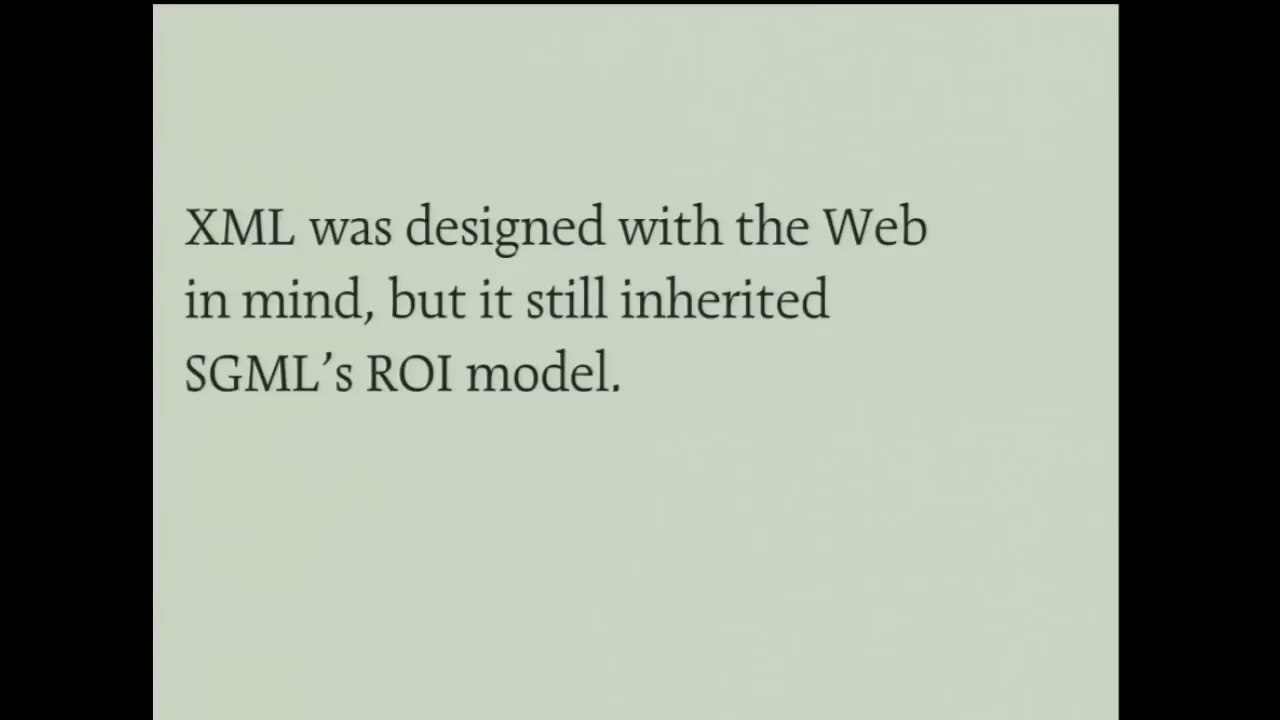 XML was designed with the Web
in mind, but it still inherited
SGML’s ROI model.